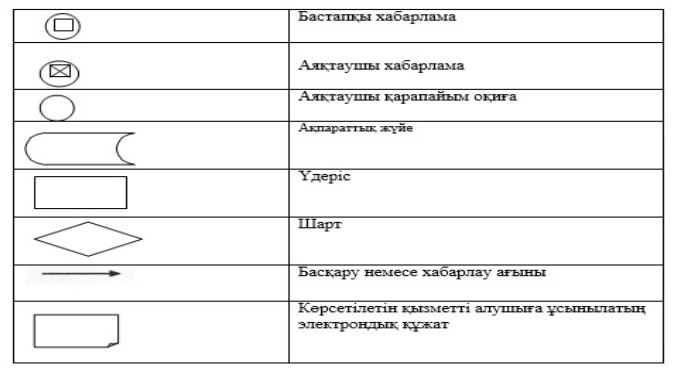 Бастапқы хабарлама
Аяқтаушы хабарлама
Аяқтаушы қарапайым оқиға
Ақпараттық жүйе
Үдеріс
Шарт
Басқару немесе хабарлау ағыны
Көрсетілетін қызметті алушыға ұсынылатың
электрондық құжат